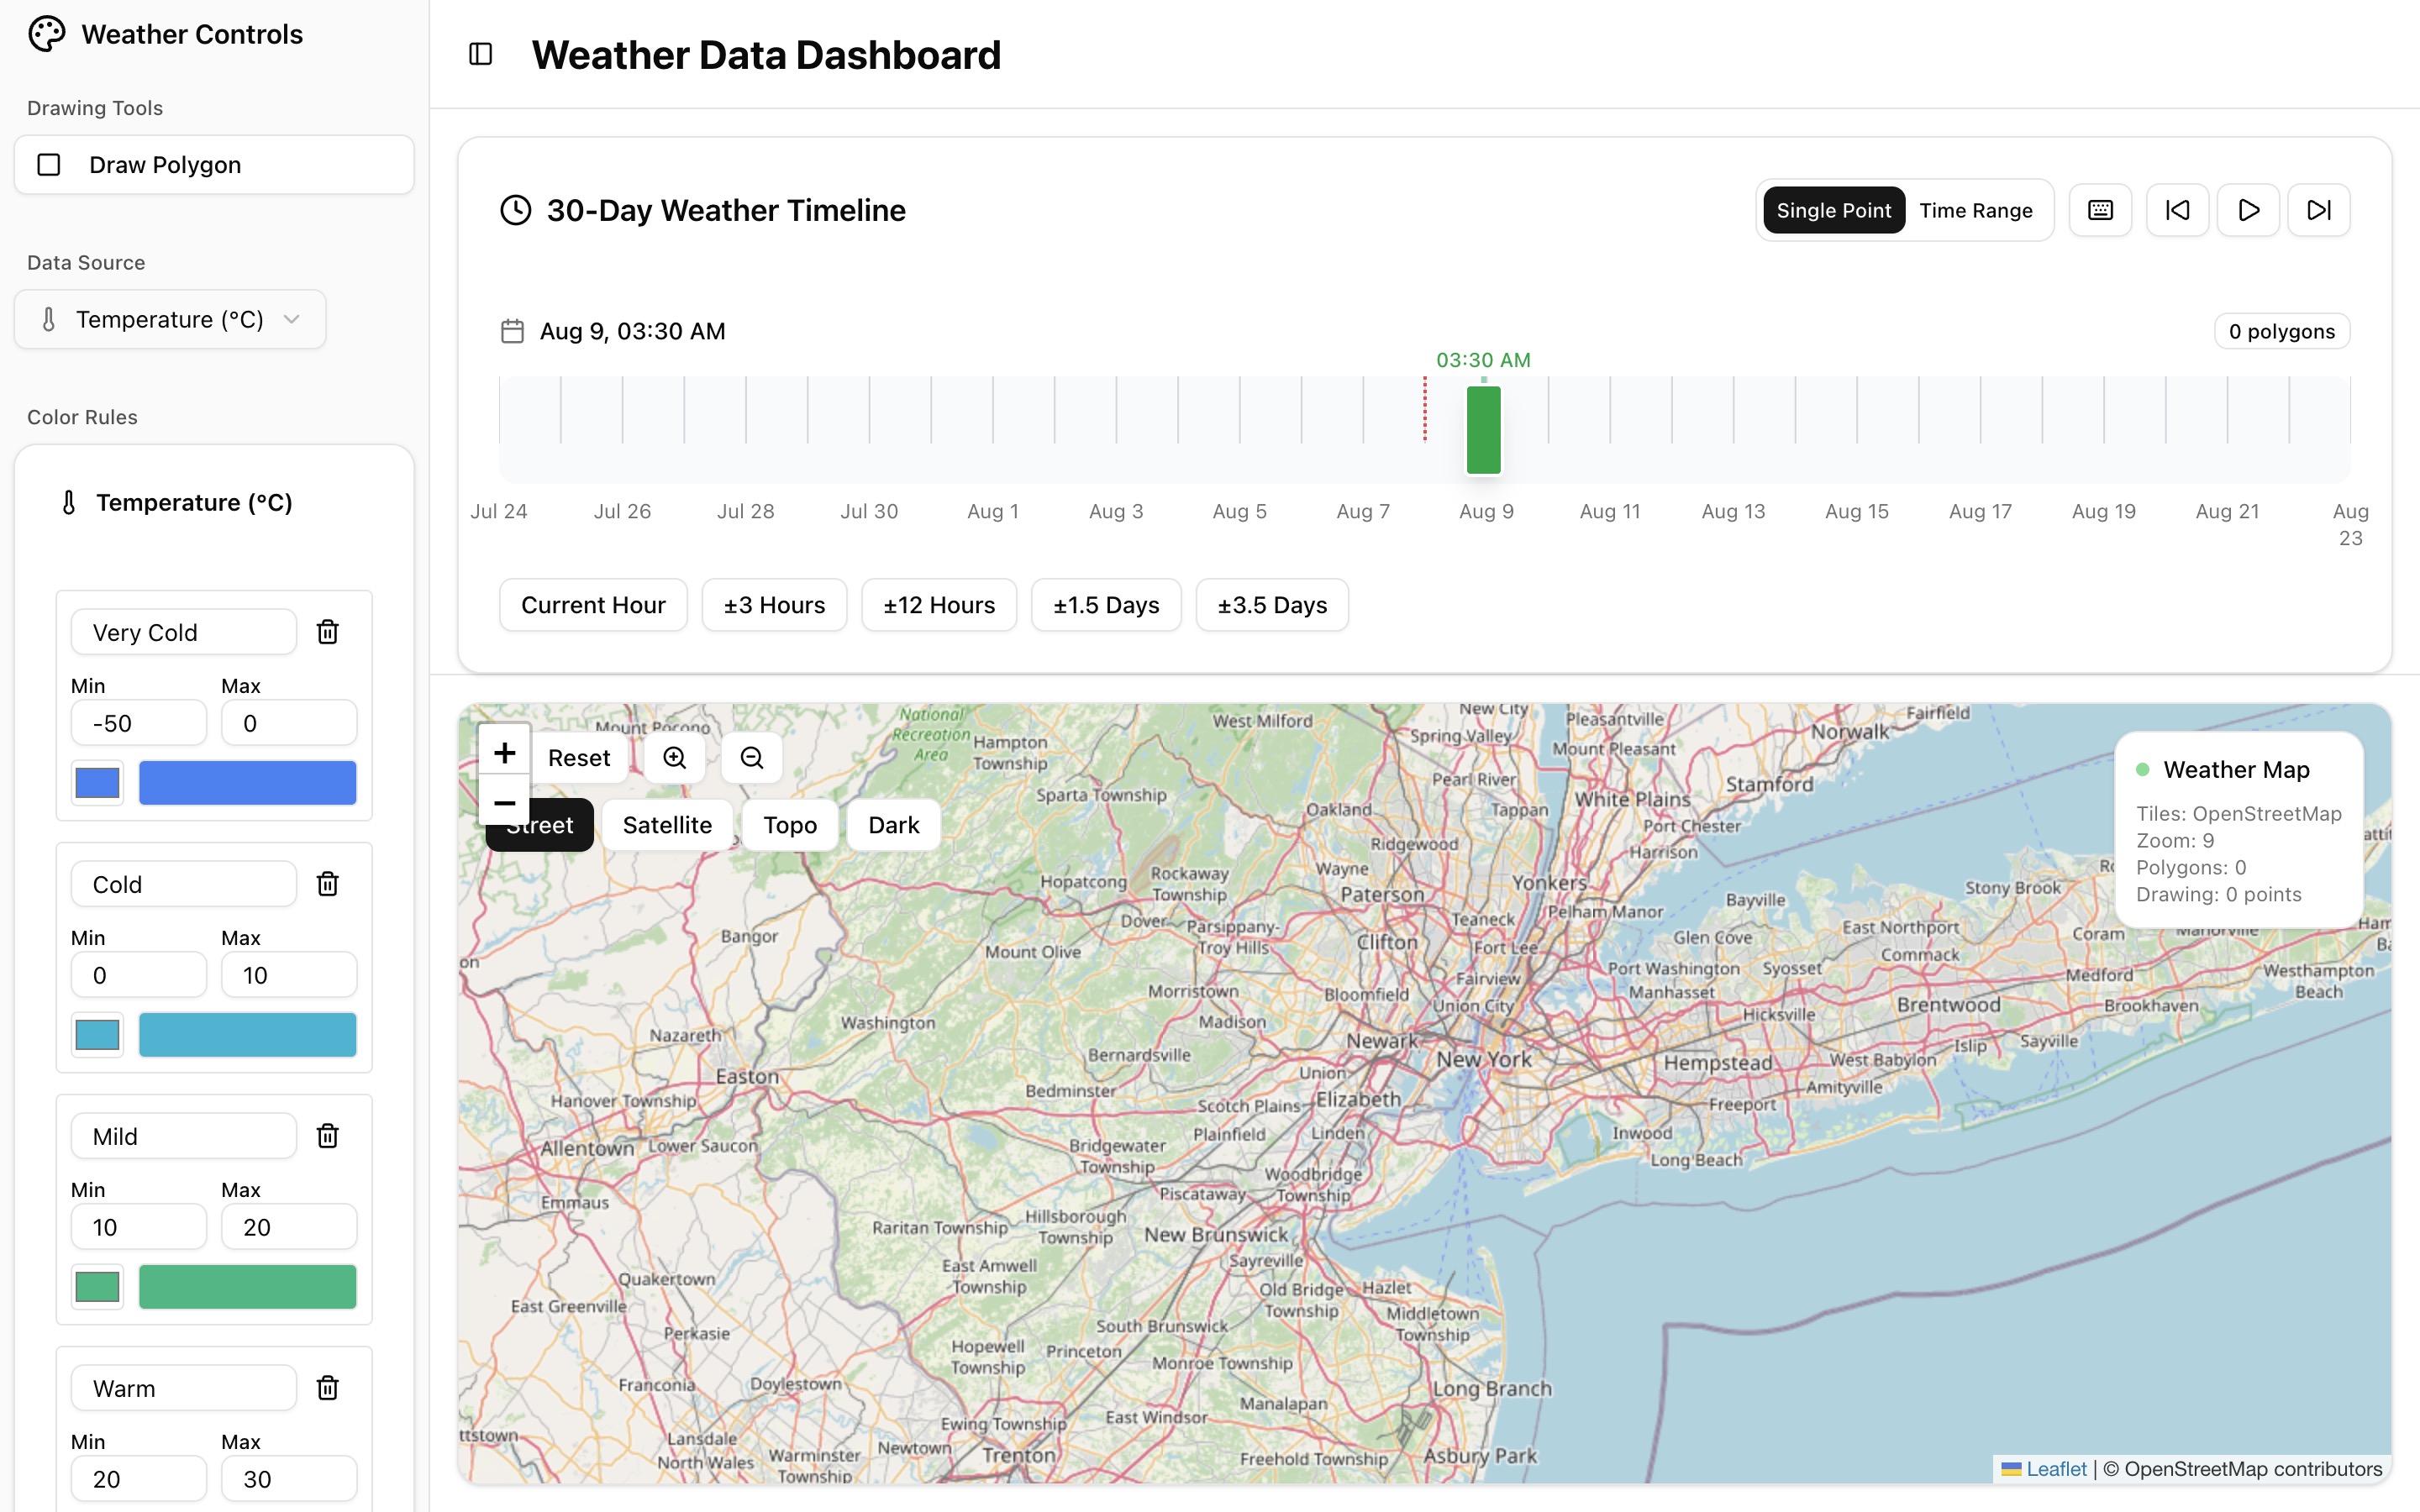 Weather Controls
Drawing Tools
Draw Polygon
Data Source
Temperature (°C)
Color Rules
Temperature (°C)
Very Cold
Min Max
-50 0
Cold
Min Max
0 10
Mild
Min Max
10 20
Warm
Min Max
20 30
Weather Data Dashboard
30-Day Weather Timeline
Single Point Time Range
Aug 9, 03:30 AM
0 polygons
03:30 AM
Jul 24 Jul 26 Jul 28 Jul 30 Aug 1 Aug 3 Aug 5 Aug 7 Aug 9 Aug 11 Aug 13 Aug 15 Aug 17 Aug 19 Aug 21 Aug
23
Current Hour ±3 Hours ±12 Hours ±1.5 Days ±3.5 Days
+
−
Reset
Street Satellite Topo Dark
Weather Map
Tiles: OpenStreetMap
Zoom: 9
Polygons: 0
Drawing: 0 points
Mount Pocono
National
Recreation
Area
Hampton
Township
West Milford
New City
Spring Valley
Pleasantville
Mount Pleasant
Fairfield
Norwalk
Stamford
Pearl River
Sparta Township
Oakland
Tappan
White Plains
Port Chester
Harrison
Ridgewood
Wayne
Rockaway
Township
Hopatcong
Paterson
Yonkers
Stony Brook
Bayville
Teaneck
Pelham Manor
Dover
Parsippany-
Troy Hills
Bangor
Mount Olive
Clifton
Fort Lee
Glen Cove
East Northport
Coram
Manorville
Commack
Fairview
Port Washington
Syosset
Medford
Westhampton
Beach
Morristown
Bloomfield
Union City
Manhasset
Brentwood
Brookhaven
Hicksville
Washington
Madison
Nazareth
Newark
New York
Hempstead
West Babylon
Islip
Sayville
Bernardsville
Easton
Union
Amityville
Bedminster
Hanover Township
Scotch Plains
Elizabeth
Freeport
Plainfield
Linden
Inwood
Allentown
Lower Saucon
Bridgewater
Township
Long Beach
Woodbridge
Township
Emmaus
Piscataway
Raritan Township
Hillsborough
Township
New Brunswick
Sayreville
East Amwell
Township
Quakertown
Old Bridge
Township
Hazlet
East Greenville
Middletown
Township
Perkasie
South Brunswick
Hopewell
Township
Princeton
Monroe Township
Franconia
Doylestown
Long Branch
Manalapan
Ewing Township
East Windsor
ttstown
Lansdale
North Wales
Warminster
Township
Newtown
Trenton
Freehold Township
Asbury Park
Leaflet | © OpenStreetMap contributors